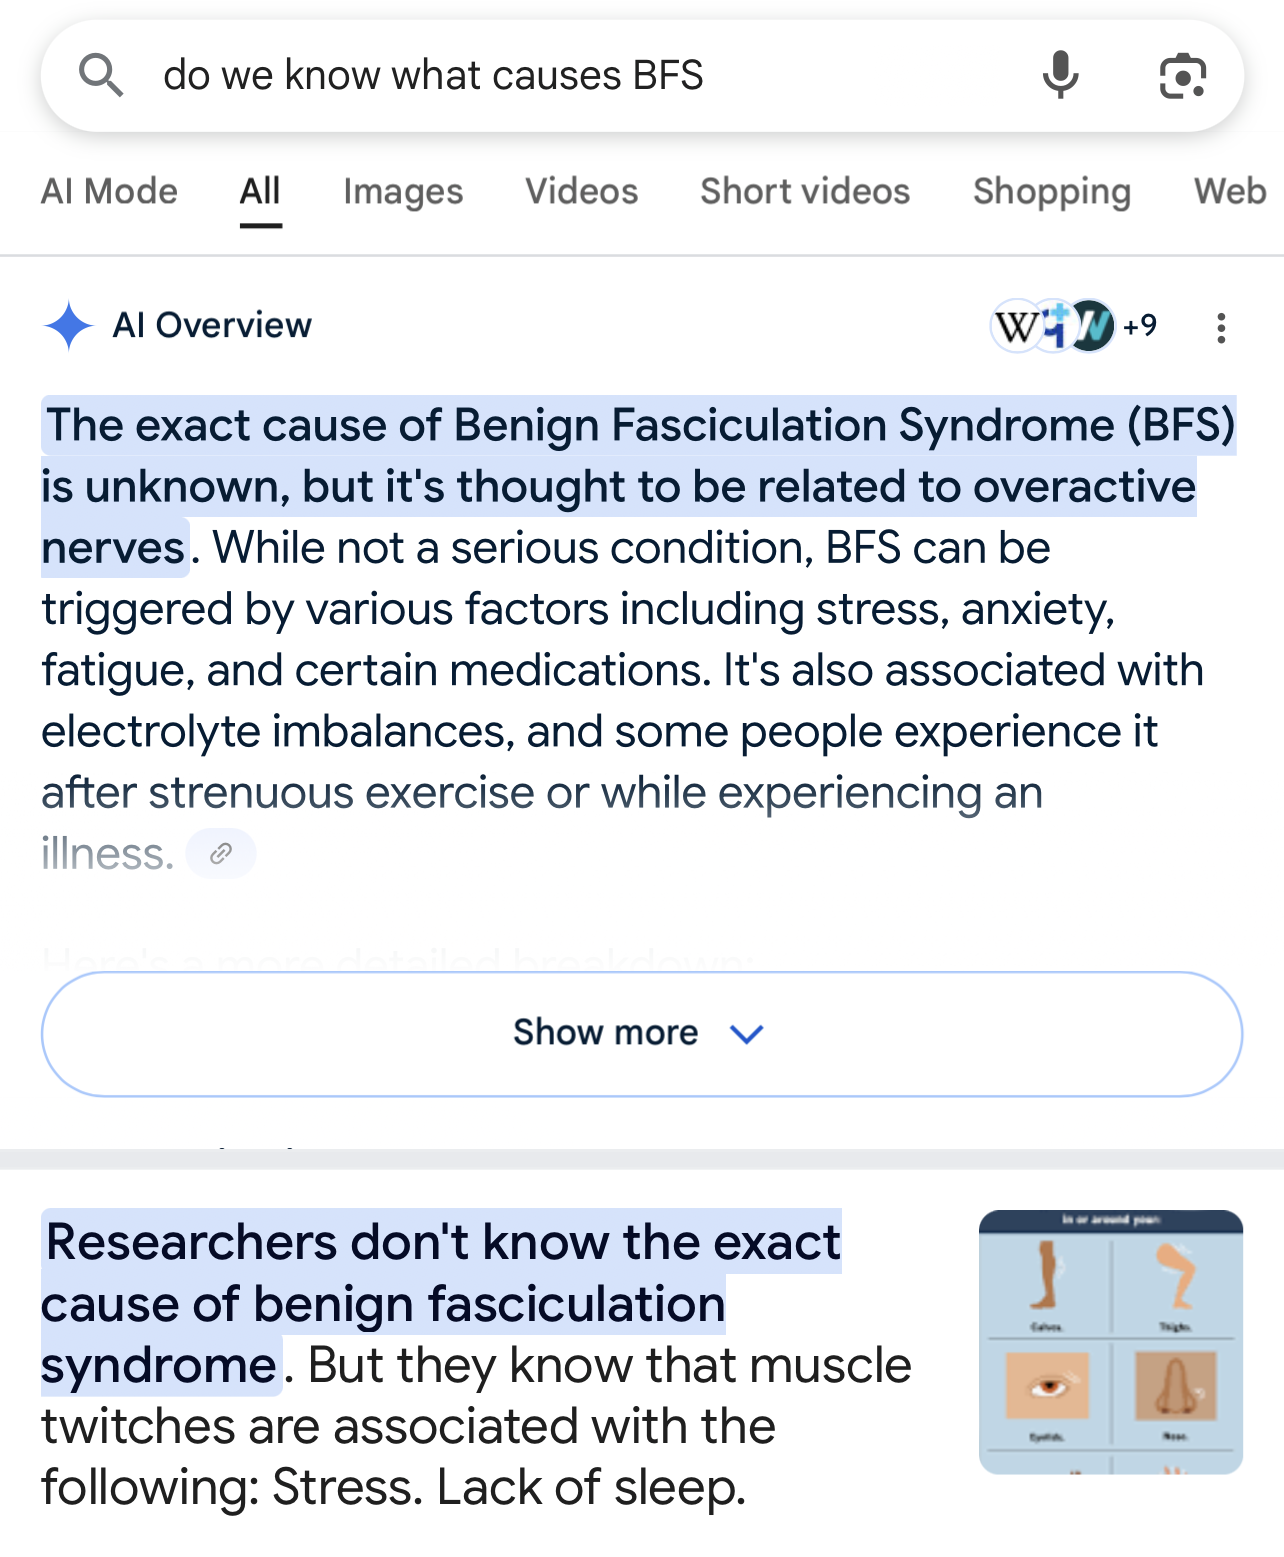 do we know what causes BFS
AI Mode All Images Videos Short videos Shopping Web
AI Overview W +9
The exact cause of Benign Fasciculation Syndrome (BFS)
is unknown, but it's thought to be related to overactive
nerves. While not a serious condition, BFS can be
triggered by various factors including stress, anxiety,
fatigue, and certain medications. It's also associated with
electrolyte imbalances, and some people experience it
after strenuous exercise or while experiencing an
illness.
Here's a more detailed breakdown:
Show more
Researchers don't know the exact
cause of benign fasciculation
syndrome. But they know that muscle
twitches are associated with the
following: Stress. Lack of sleep.
in or around your:
Calves. Thighs.
Eyelids. Nose.